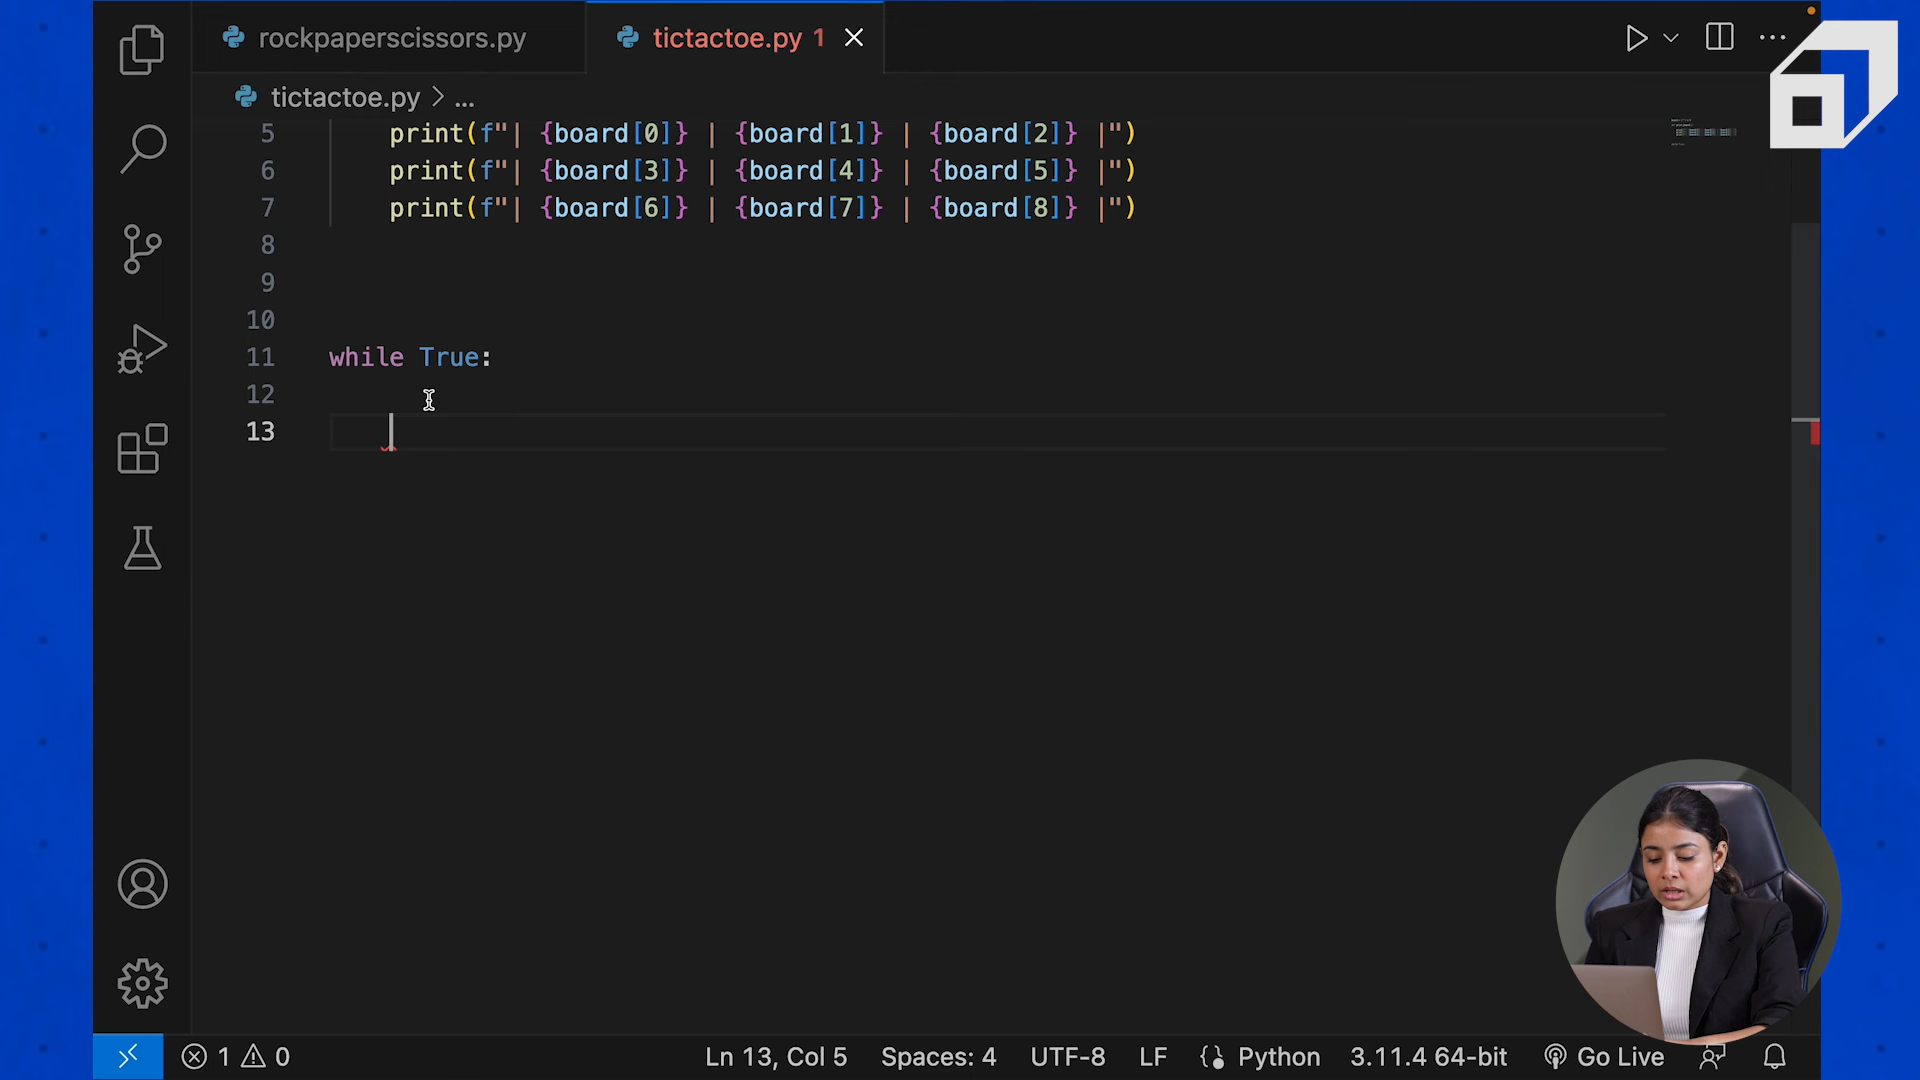 rockpaperscissors.py
tictactoe.py 1
tictactoe.py > ...
5 print(f"| {board[0]} | {board[1]} | {board[2]} |")
6 print(f"| {board[3]} | {board[4]} | {board[5]} |")
7 print(f"| {board[6]} | {board[7]} | {board[8]} |")
8
9
10
11 while True:
12
13
1 0 Ln 13, Col 5 Spaces: 4 UTF-8 LF Python 3.11.4 64-bit Go Live